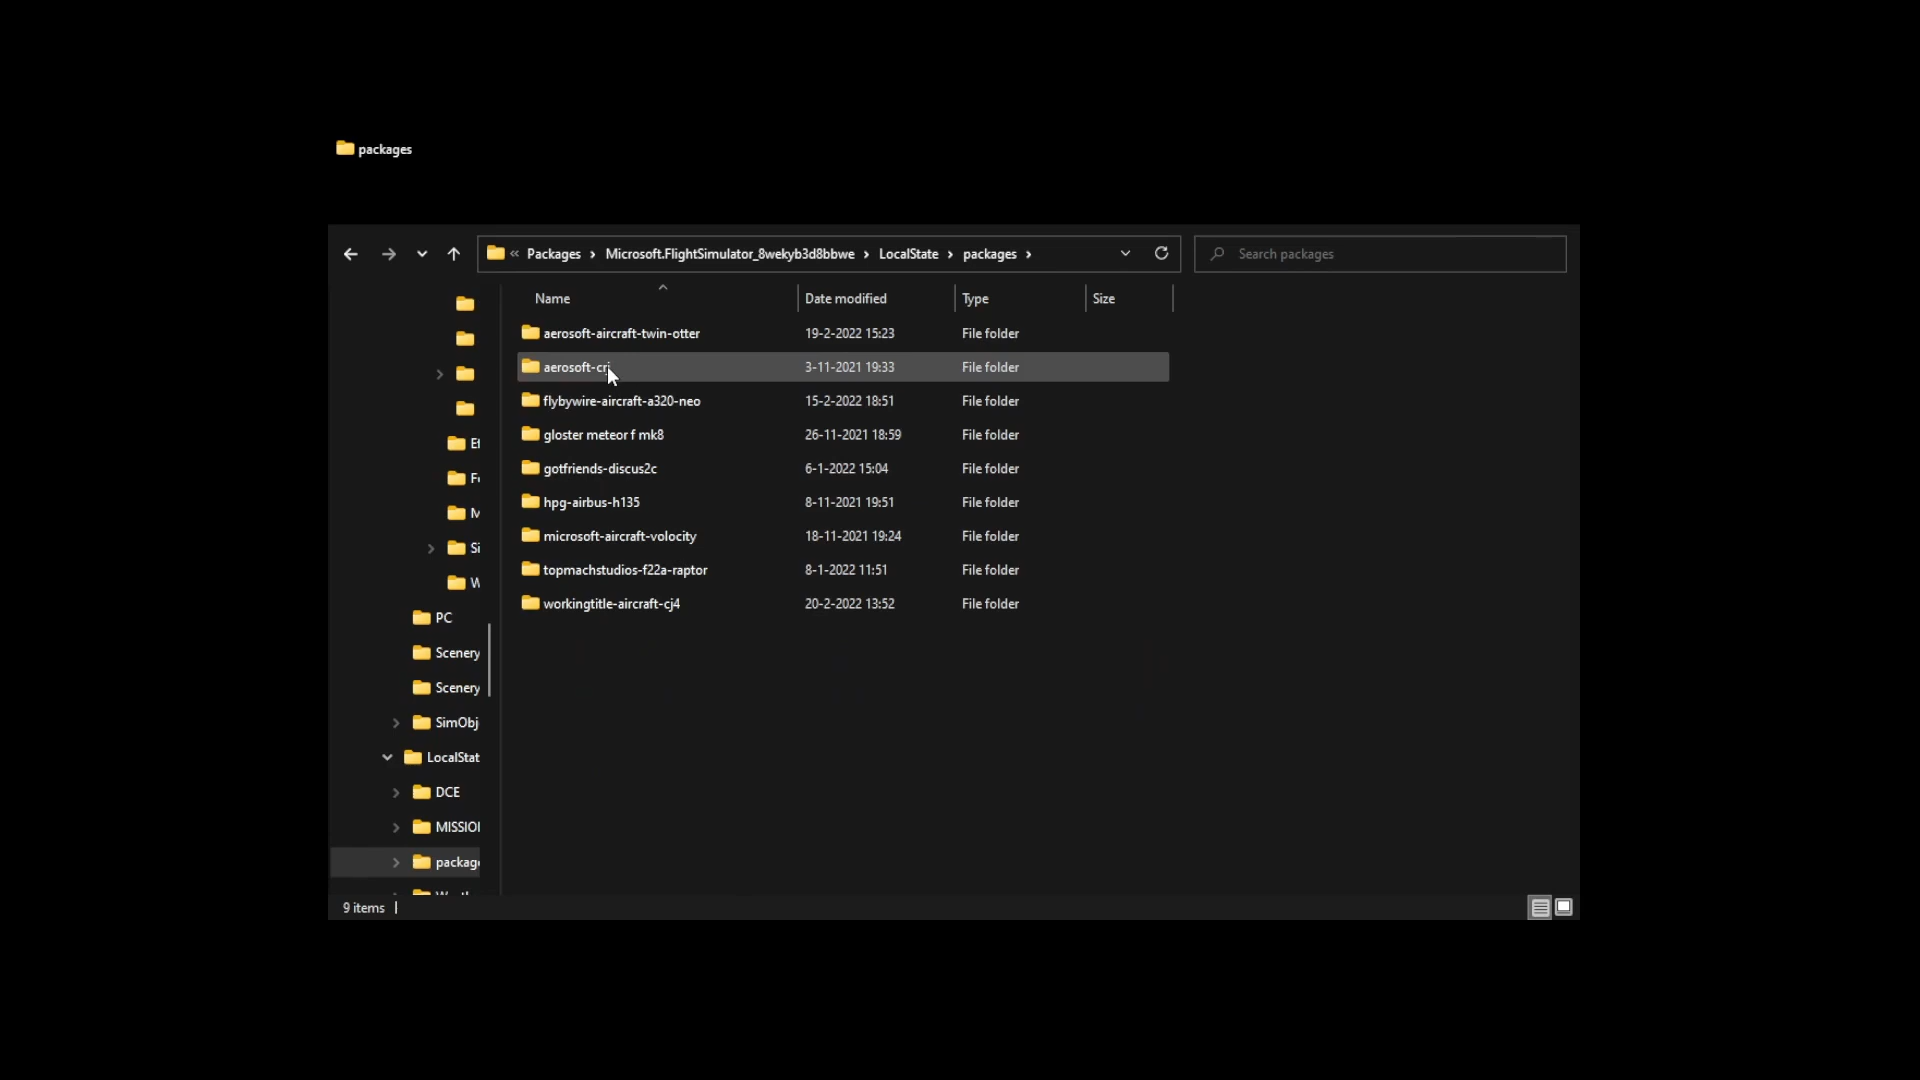 packages
« Packages › Microsoft.FlightSimulator_8wekyb3d8bbwe › LocalState › packages ›
Search packages
Name Date modified Type Size
aerosoft-aircraft-twin-otter 19-2-2022 15:23 File folder
aerosoft-crj 3-11-2021 19:33 File folder
flybywire-aircraft-a320-neo 15-2-2022 18:51 File folder
gloster meteor f mk8 26-11-2021 18:59 File folder
gotfriends-discus2c 6-1-2022 15:04 File folder
hpg-airbus-h135 8-11-2021 19:51 File folder
microsoft-aircraft-volocity 18-11-2021 19:24 File folder
topmachstudios-f22a-raptor 8-1-2022 11:51 File folder
workingtitle-aircraft-cj4 20-2-2022 13:52 File folder
M
Si
W
PC
Scenery
Scenery
SimObj
LocalStat
DCE
MISSIO
packag
9 items